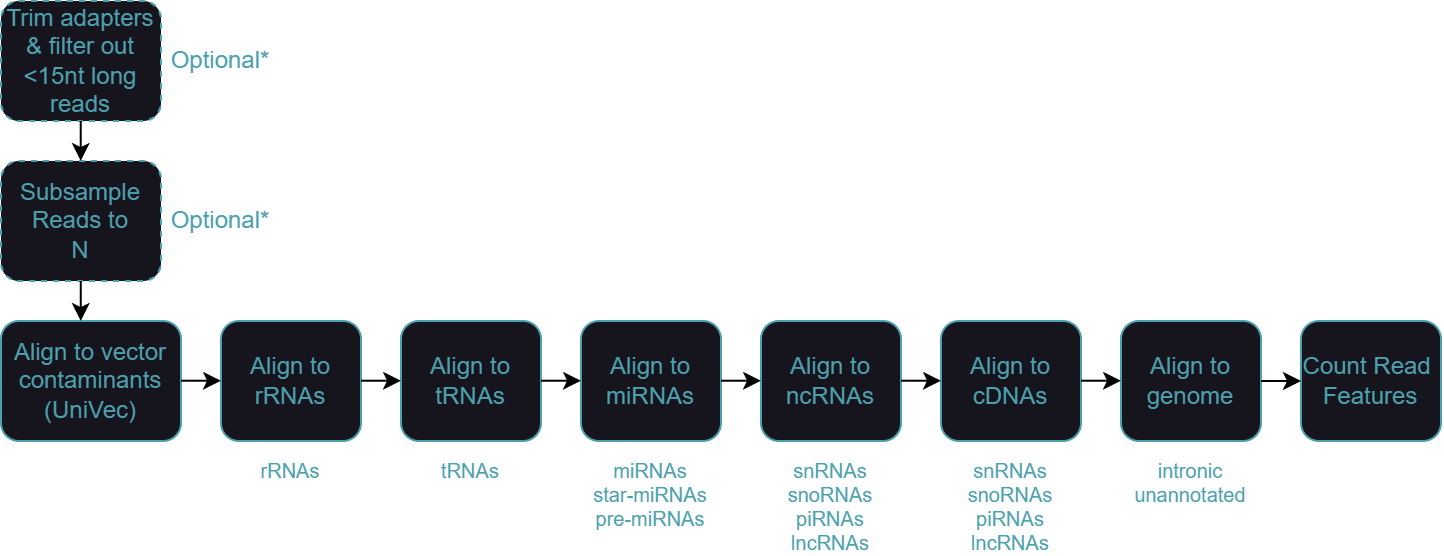 Trim adapters
& filter out
<15nt long
reads
Optional*
Subsample
Reads to
N
Optional*
Align to vector
contaminants
(UniVec)
Align to
rRNAs
Align to
tRNAs
Align to
miRNAs
Align to
ncRNAs
Align to
cDNAs
Align to
genome
Count Read
Features
rRNAs
tRNAs
miRNAs
star-miRNAs
pre-miRNAs
snRNAs
snoRNAs
piRNAs
lncRNAs
snRNAs
snoRNAs
piRNAs
lncRNAs
intronic
unannotated